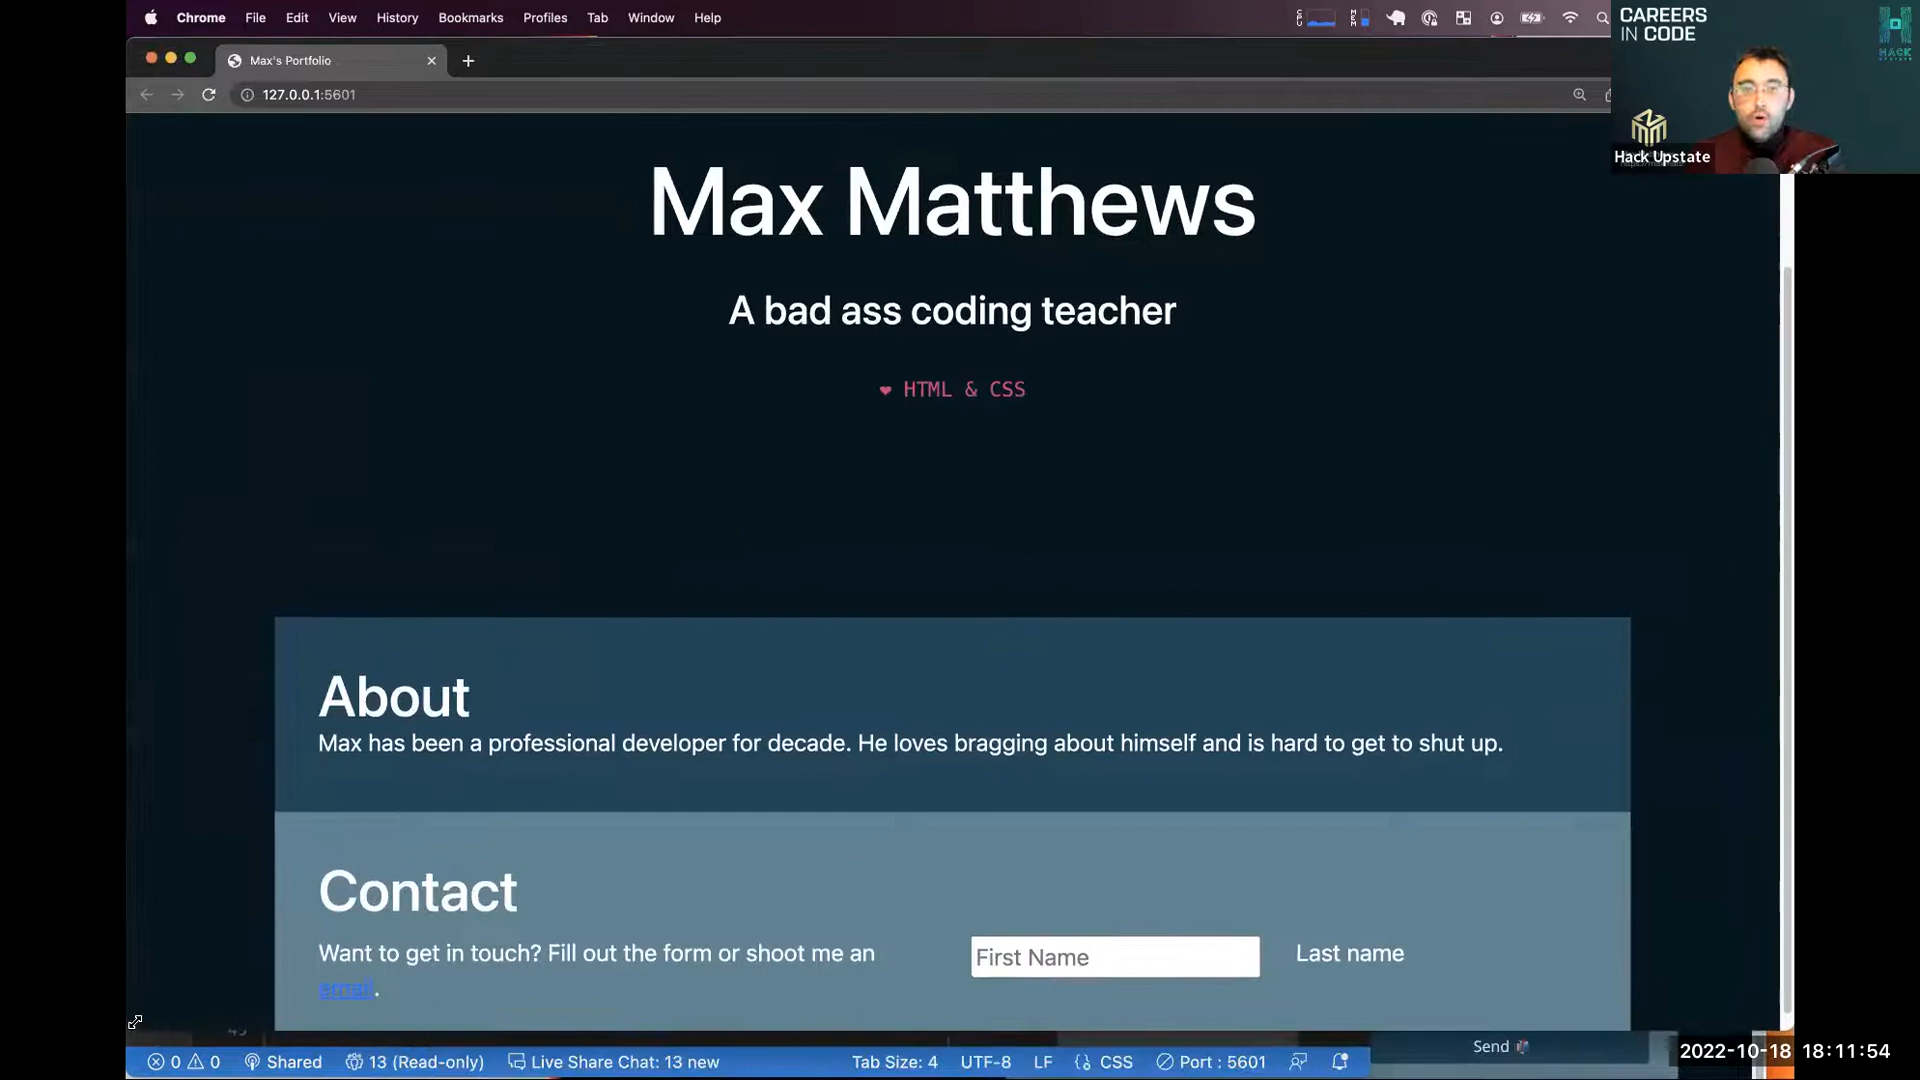 Chrome File Edit View History Bookmarks Profiles Tab Window Help
CAREERS
IN CODE
HACK
Max's Portfolio
127.0.0.1:5601
Hack Upstate
Max Matthews
A bad ass coding teacher
❤ HTML & CSS
About
Max has been a professional developer for decade. He loves bragging about himself and is hard to get to shut up.
Contact
Want to get in touch? Fill out the form or shoot me an
email.
First Name
Last name
Send
0 0 Shared 13 (Read-only) Live Share Chat: 13 new Tab Size: 4 UTF-8 LF {} CSS Port : 5601
2022-10-18 18:11:54